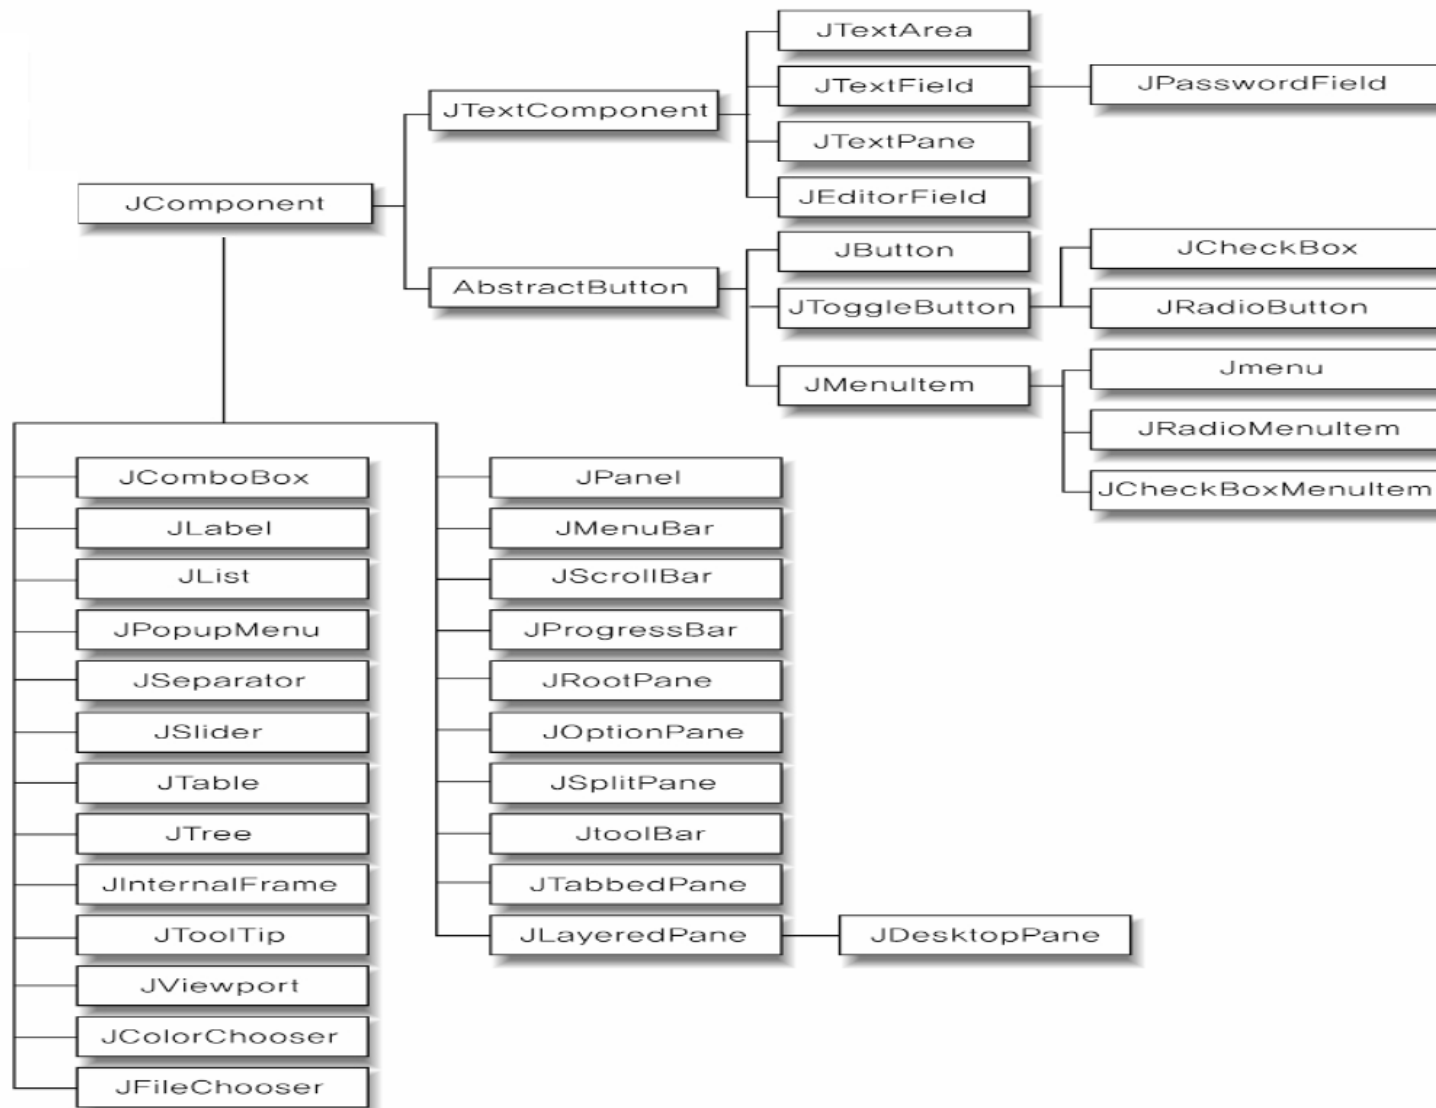 JTextArea
JTextField
JPasswordField
JTextComponent
JTextPane
JEditorField
JComponent
JButton
JCheckBox
AbstractButton
JToggleButton
JRadioButton
JMenuItem
Jmenu
JRadioMenuItem
JCheckBoxMenuItem
JComboBox
JLabel
JList
JPopupMenu
JSeparator
JSlider
JTable
JTree
JInternalFrame
JToolTip
JViewport
JColorChooser
JFileChooser
JPanel
JMenuBar
JScrollBar
JProgressBar
JRootPane
JOptionPane
JSplitPane
JtoolBar
JTabbedPane
JLayeredPane
JDesktopPane